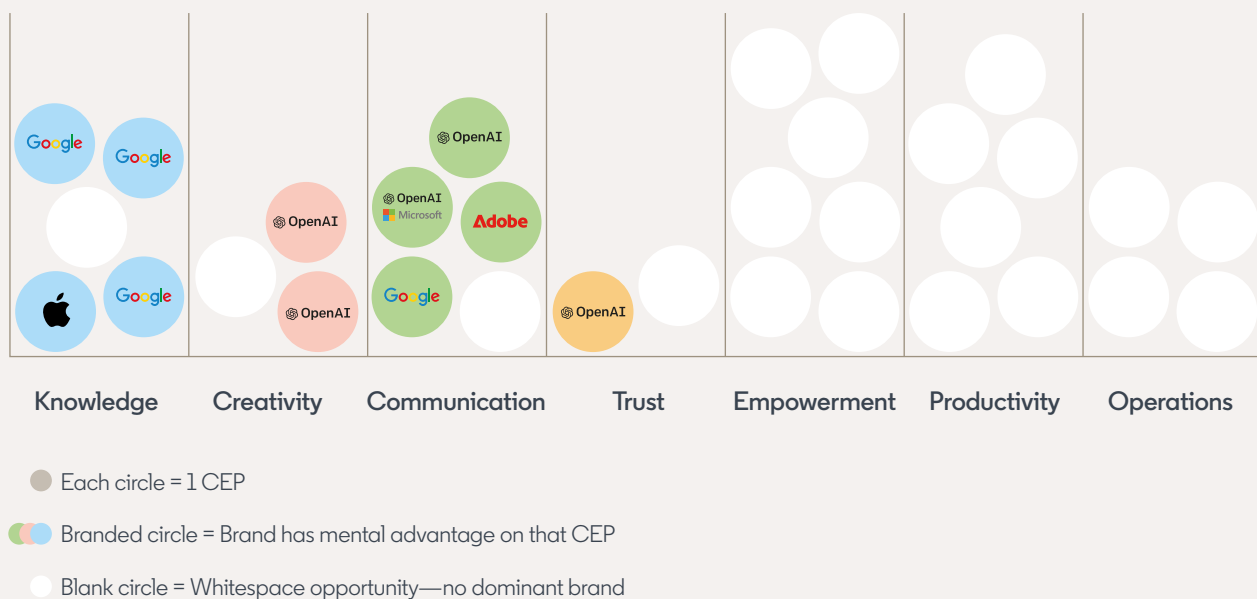 OpenAI
Google
Google
OpenAI
Microsoft
Adobe
OpenAI
Google
Google
OpenAI
OpenAI
Knowledge
Creativity
Communication
Trust
Empowerment
Productivity
Operations
Each circle = 1 CEP
Branded circle = Brand has mental advantage on that CEP
Blank circle = Whitespace opportunity—no dominant brand